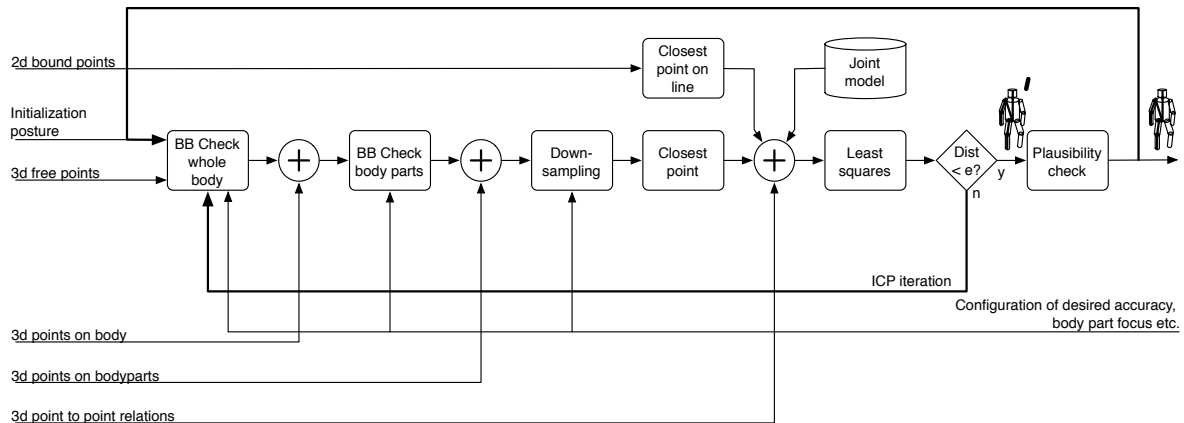 2d bound points
Closest
point on
line
Joint
model
Initialization
posture
3d free points
BB Check
whole
body
+
BB Check
body parts
+
Down-
sampling
Closest
point
+
Least
squares
Dist
< e?
y
n
Plausibility
check
ICP iteration
Configuration of desired accuracy,
body part focus etc.
3d points on body
3d points on bodyparts
3d point to point relations